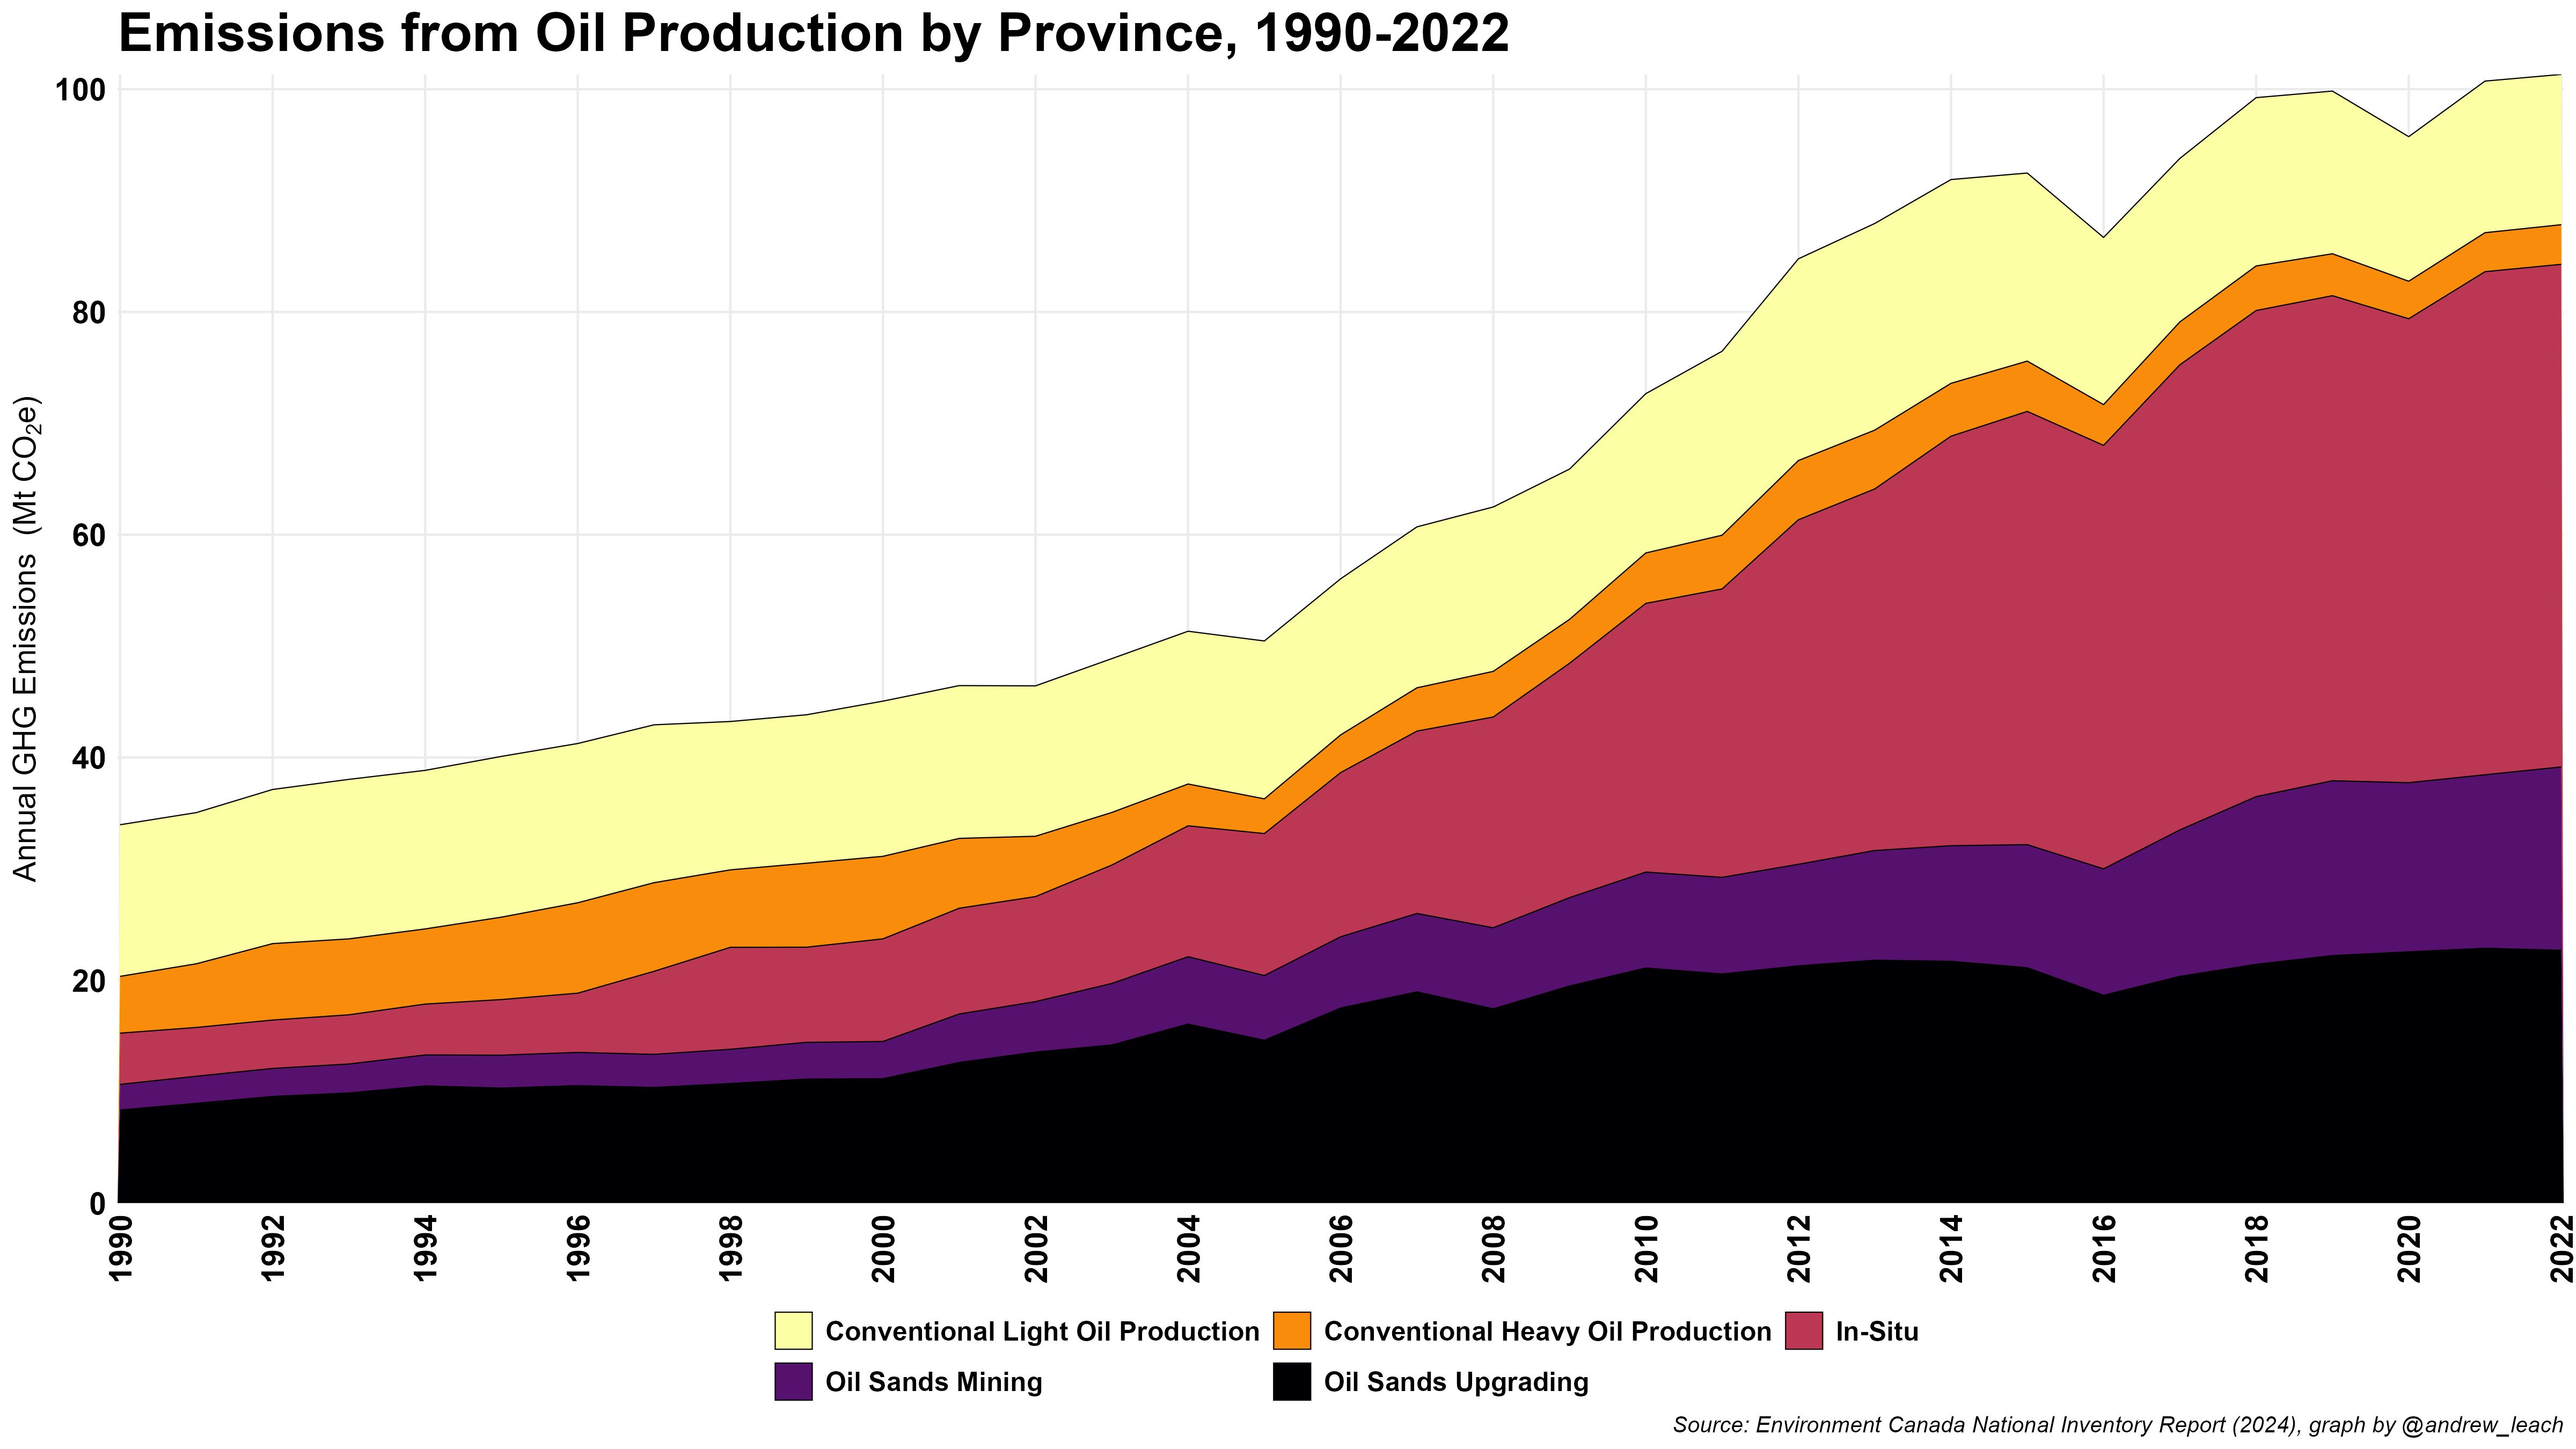 Emissions from Oil Production by Province, 1990-2022
Annual GHG Emissions (Mt CO₂e)
100
80
60
40
20
0
1990 1992 1994 1996 1998 2000 2002 2004 2006 2008 2010 2012 2014 2016 2018 2020 2022
Conventional Light Oil Production Conventional Heavy Oil Production In-Situ
Oil Sands Mining Oil Sands Upgrading
Source: Environment Canada National Inventory Report (2024), graph by @andrew_leach